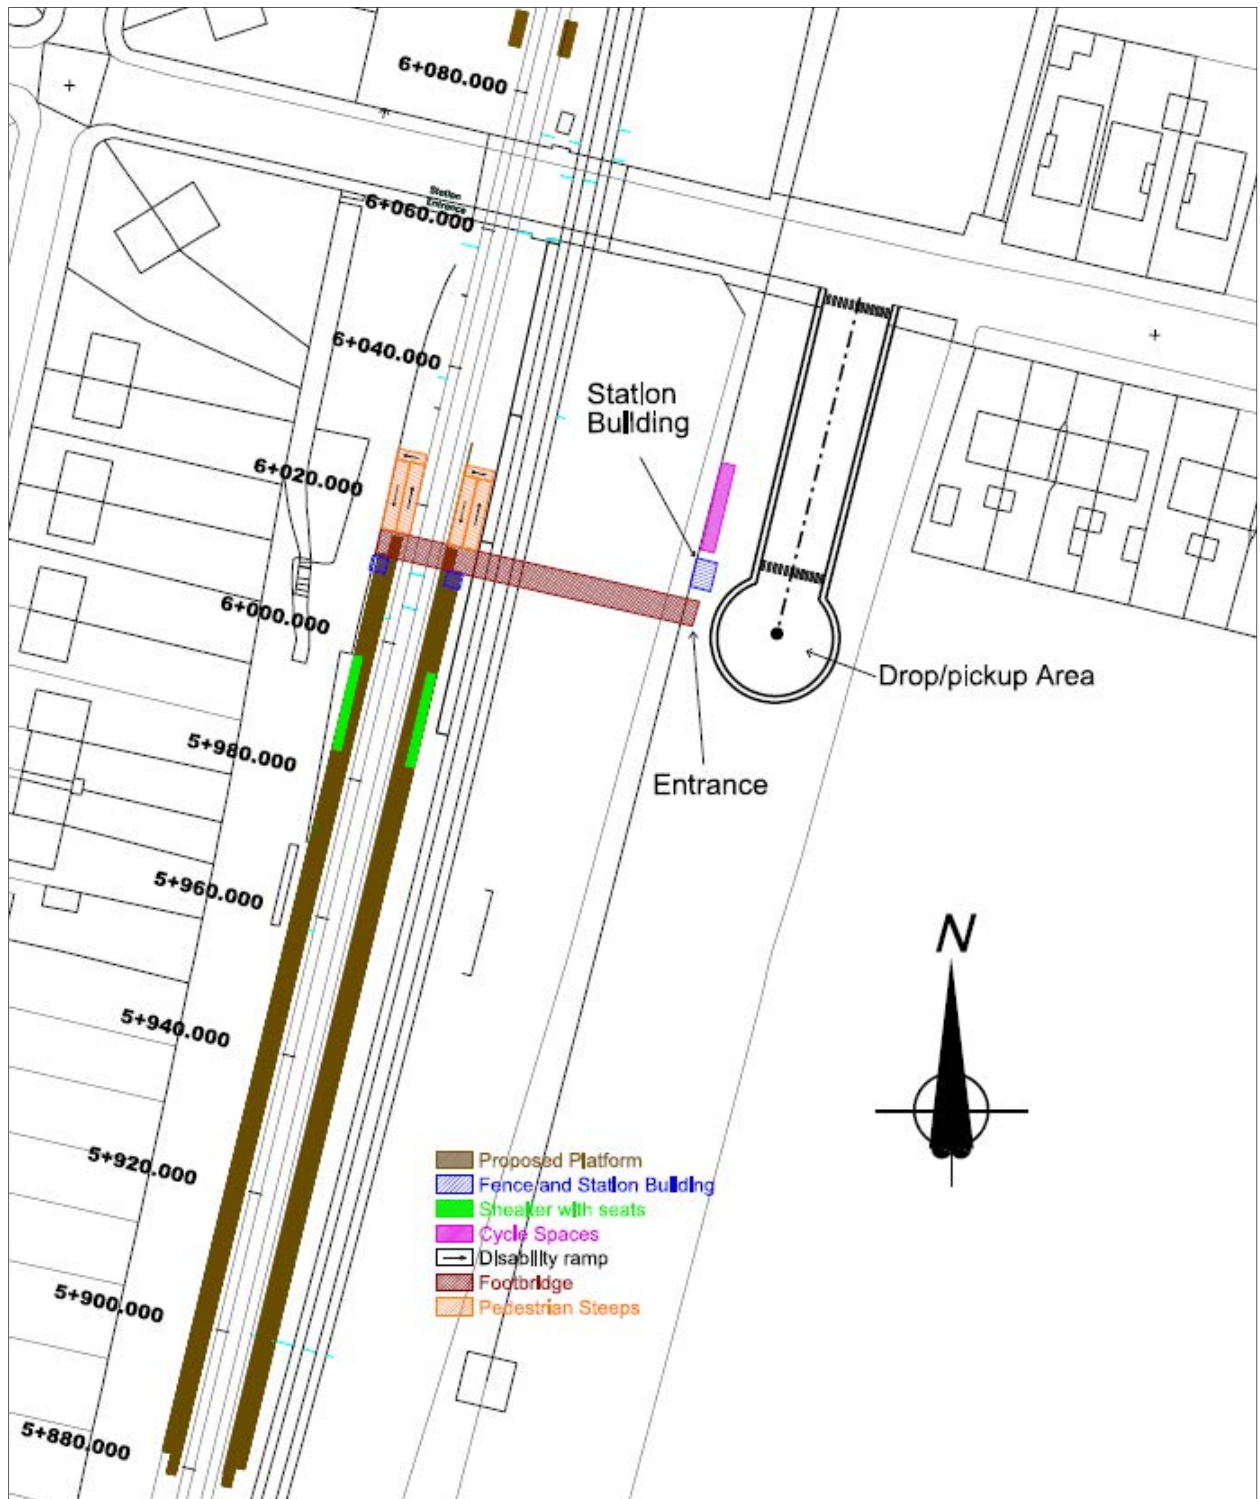 6+080.000
Station
Entrance
6+060.000
6+040.000
Station
Building
6+020.000
6+000.000
Drop/pickup Area
5+980.000
Entrance
5+960.000
N
5+940.000
5+920.000
Proposed Platform
Fence and Station Building
Shealter with seats
Cycle Spaces
Disability ramp
Footbridge
Pedestrian Steeps
5+900.000
5+880.000